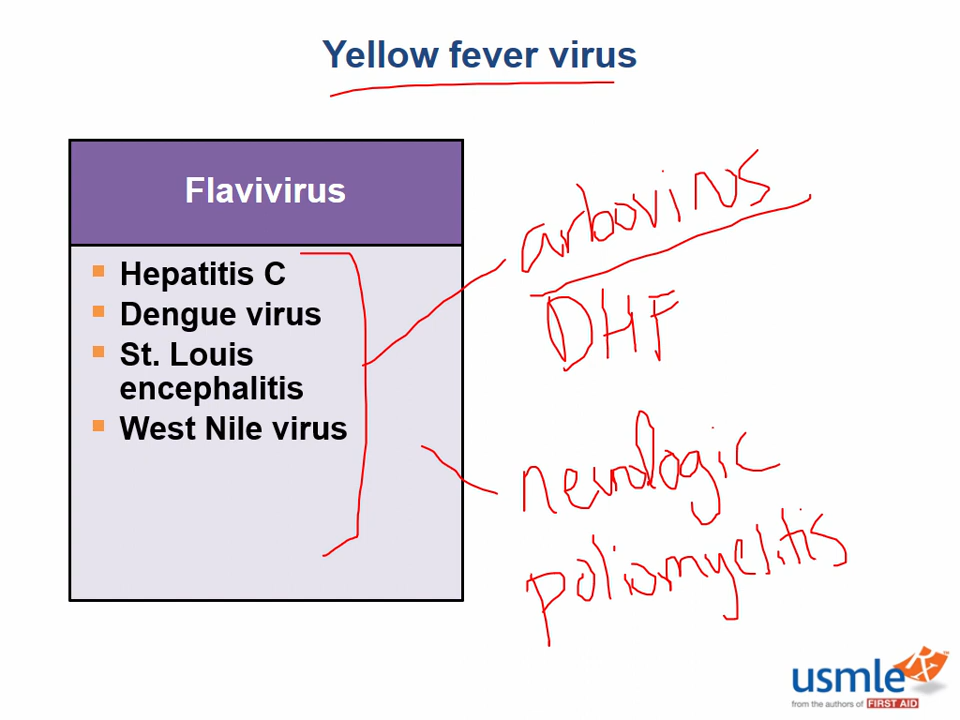 Yellow fever virus
Flavivirus
Hepatitis C
Dengue virus
St. Louis
encephalitis
West Nile virus
arbovirus
DHF
neurologic
poliomyelitis
usmleRx™
from the authors of FIRST AID